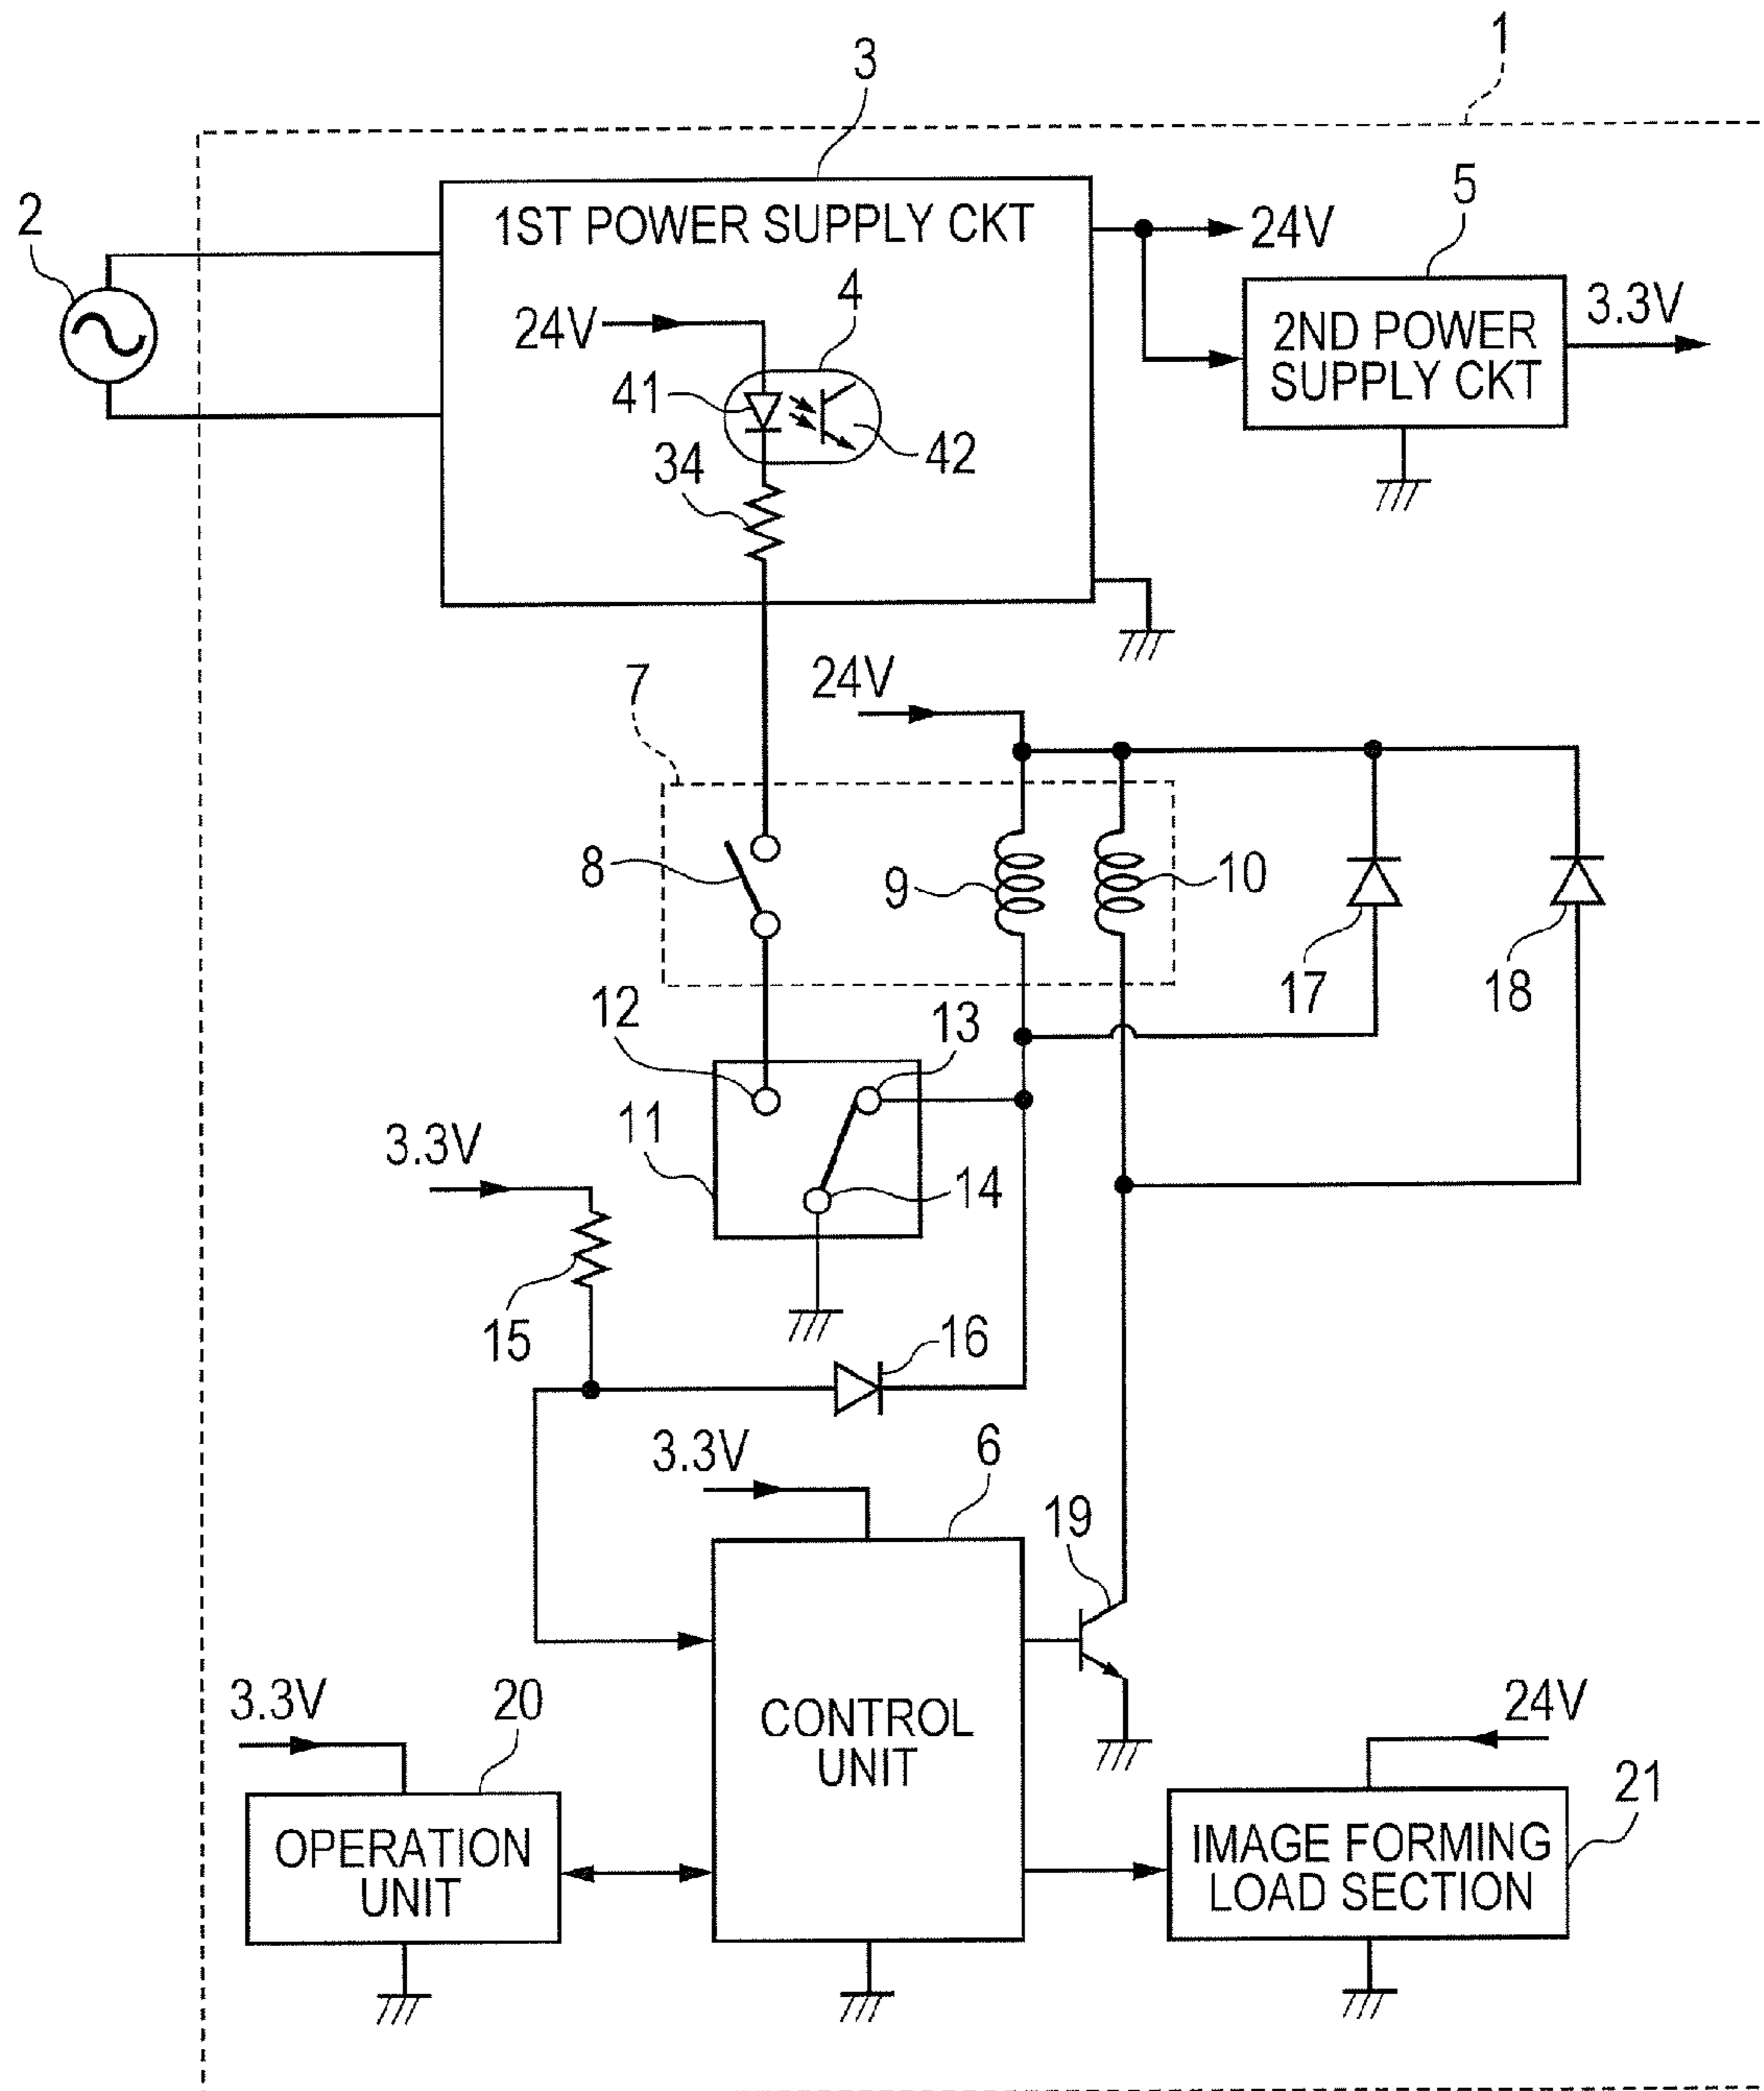 1
3
2
5
1ST POWER SUPPLY CKT
24V
4
24V
3.3V
2ND POWER
SUPPLY CKT
41
42
34
7
24V
8
9
10
17
18
12
13
11
3.3V
14
15
16
3.3V
6
19
CONTROL
UNIT
3.3V
20
24V
21
OPERATION
UNIT
IMAGE FORMING
LOAD SECTION